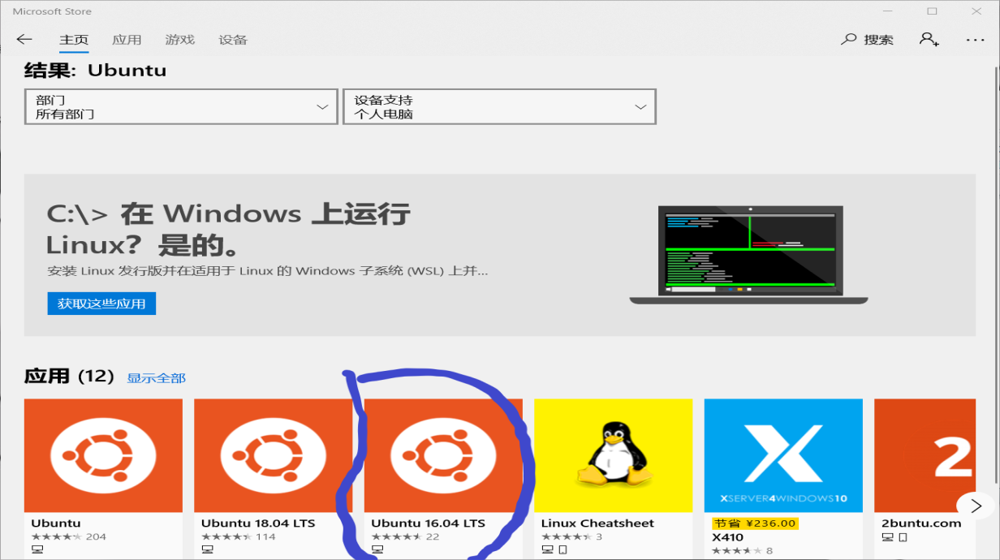 Microsoft Store
主页 应用 游戏 设备 搜索
结果: Ubuntu
部门
所有部门
设备支持
个人电脑
C:\> 在 Windows 上运行
Linux? 是的。
安装 Linux 发行版并在适用于 Linux 的 Windows 子系统 (WSL) 上并...
获取这些应用
应用 (12) 显示全部
Ubuntu
204
Ubuntu 18.04 LTS
114
Ubuntu 16.04 LTS
22
Linux Cheatsheet
3
XSERVER4WINDOWS10
节省 ¥236.00
X410
8
2
2buntu.com